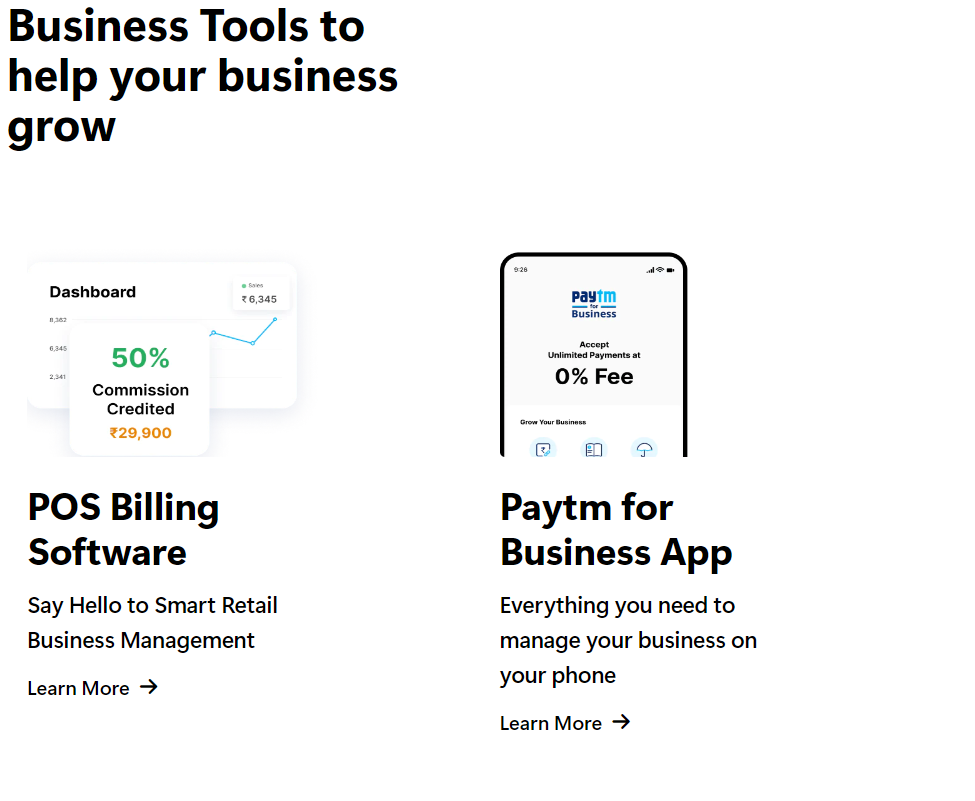 Business Tools to
help your business
grow
Dashboard
Sales
₹ 6,345
8,362
6,345
2,341
50%
Commission
Credited
₹29,900
POS Billing
Software
Say Hello to Smart Retail
Business Management
Learn More →
9:26
paytm
for
Business
Accept
Unlimited Payments at
0% Fee
Grow Your Business
Paytm for
Business App
Everything you need to
manage your business on
your phone
Learn More →